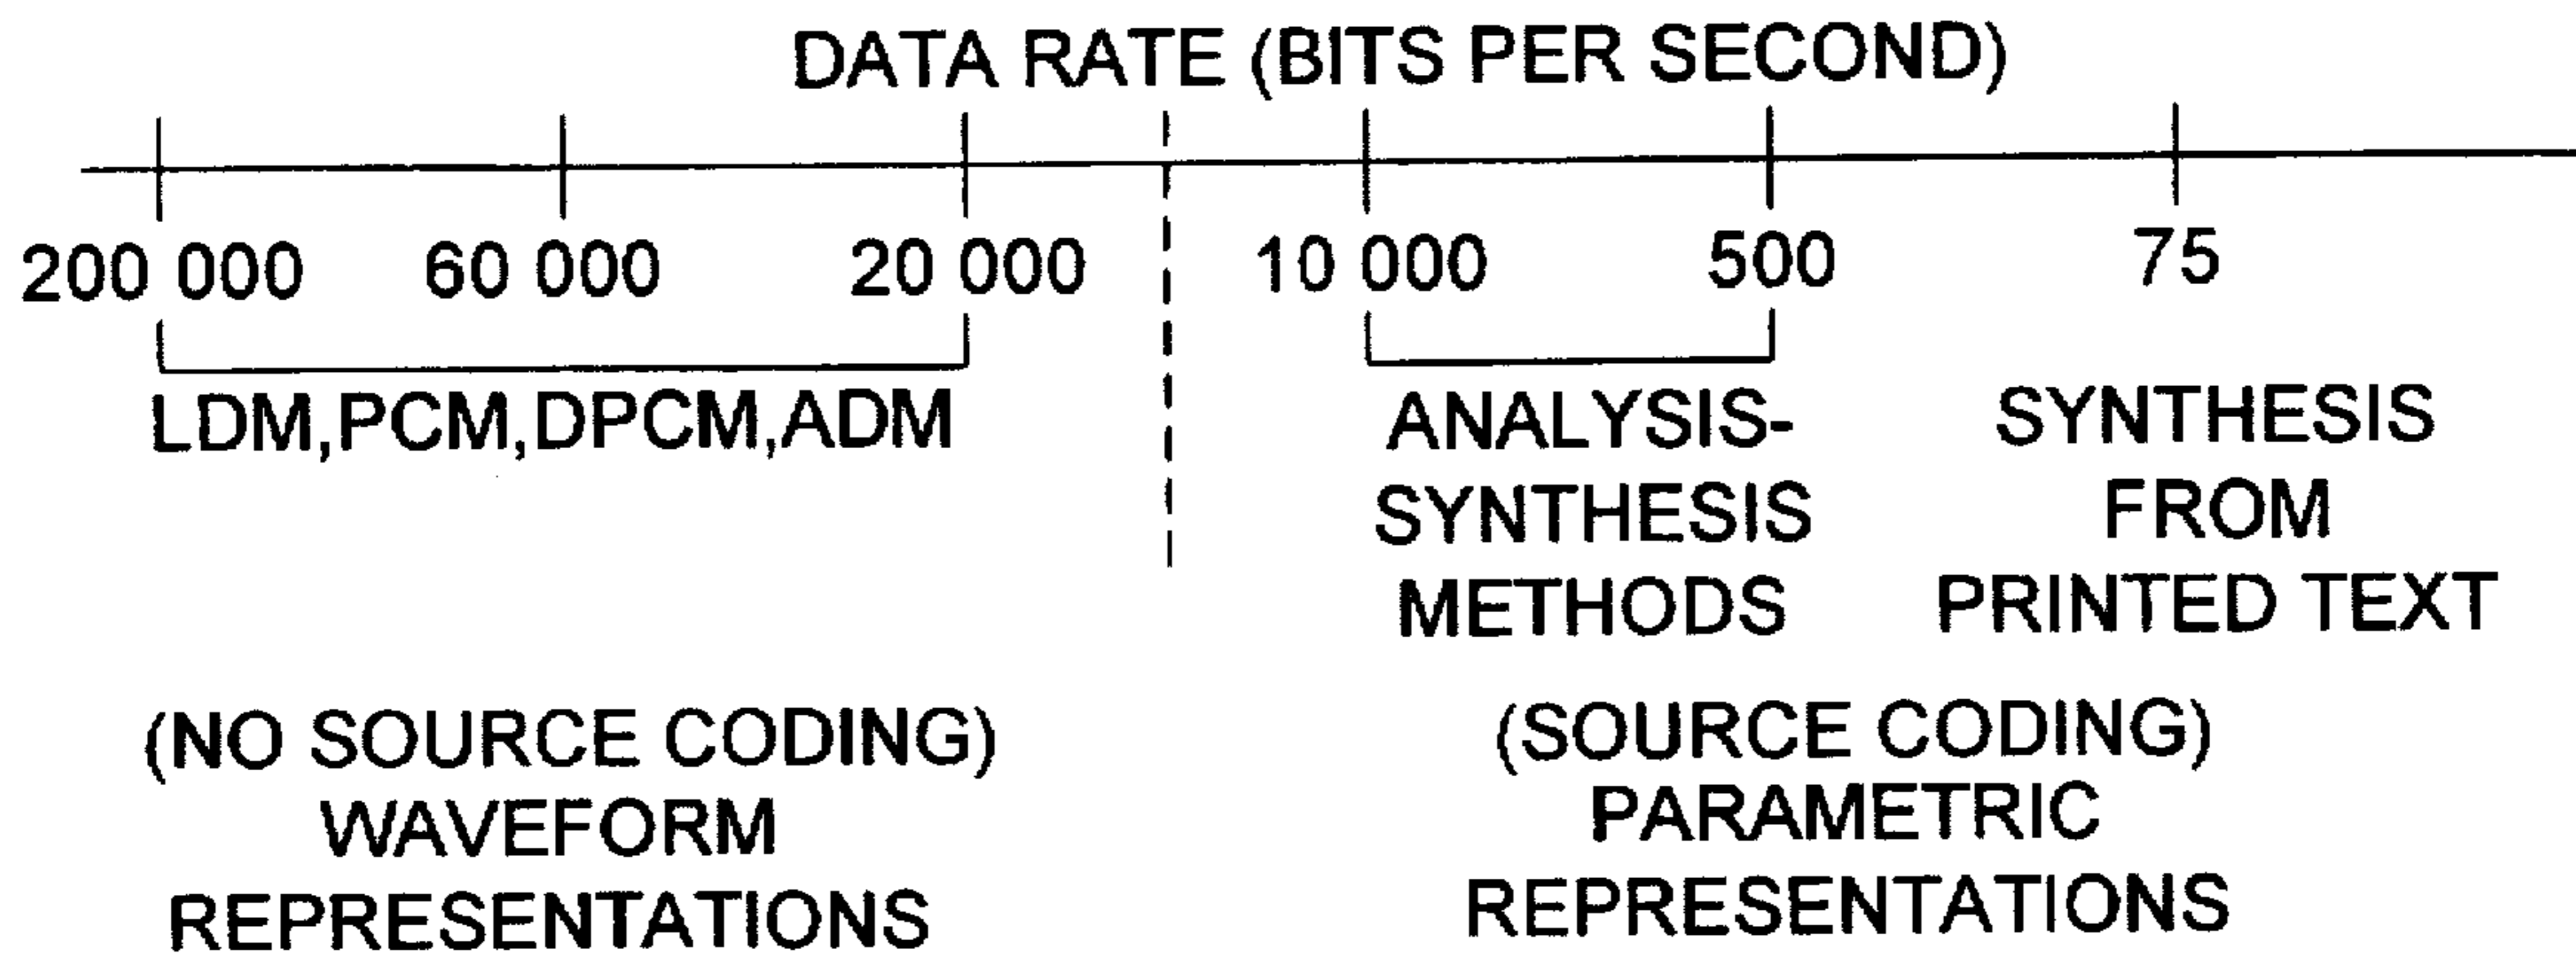 DATA RATE (BITS PER SECOND)
200 000 60 000 20 000 10 000 500 75
LDM,PCM,DPCM,ADM
ANALYSIS-
SYNTHESIS
METHODS
SYNTHESIS
FROM
PRINTED TEXT
(NO SOURCE CODING)
WAVEFORM
REPRESENTATIONS
(SOURCE CODING)
PARAMETRIC
REPRESENTATIONS